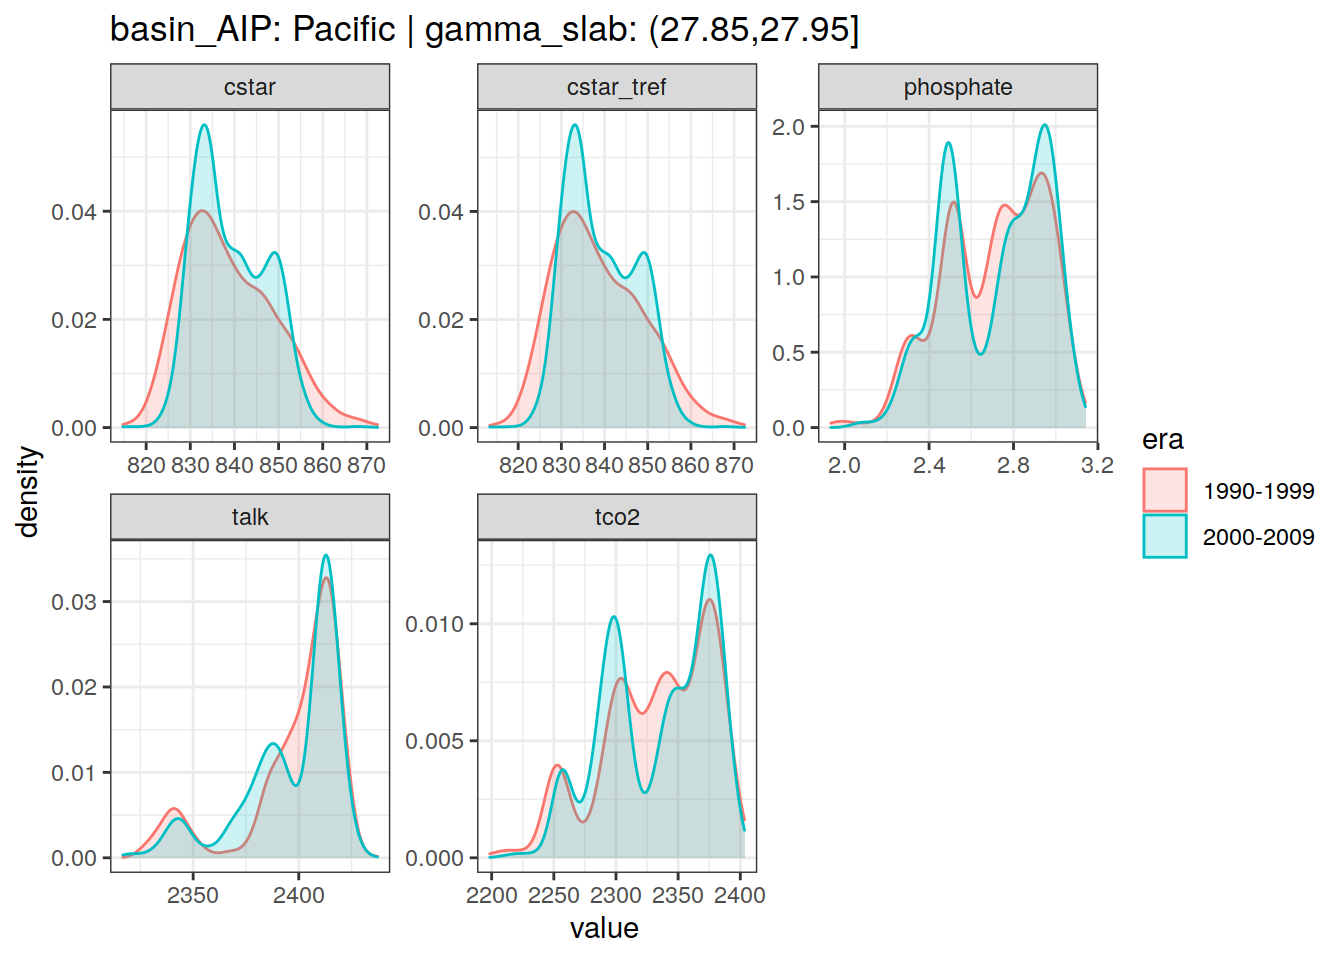 basin_AIP: Pacific | gamma_slab: (27.85,27.95]
cstar
cstar_tref
phosphate
0.04
0.02
0.00
820 830 840 850 860 870
0.04
0.02
0.00
820 830 840 850 860 870
2.0
1.5
1.0
0.5
0.0
2.0 2.4 2.8 3.2
density
talk
tco2
0.03
0.02
0.01
0.00
2350 2400
0.010
0.005
0.000
2200 2250 2300 2350 2400
value
era
1990-1999
2000-2009